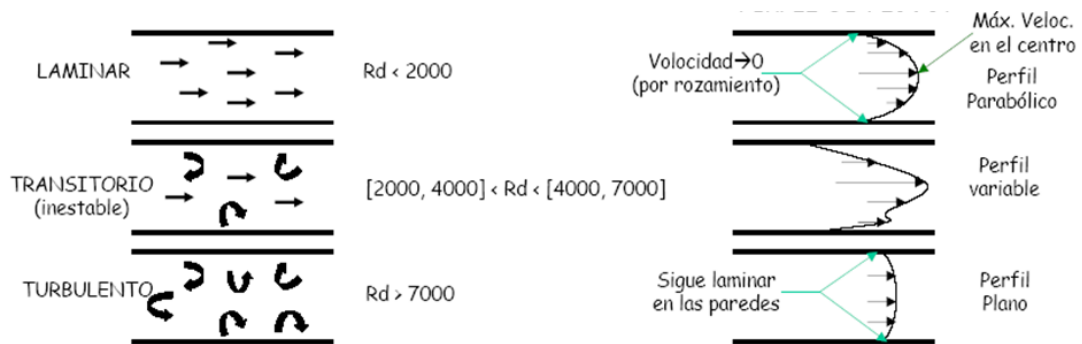 LAMINAR
Rd < 2000
Volocidad→0
(por rozamiento)
Máx. Veloc.
en el centro
Perfil
Parabólico
TRANSITORIO
(inestable)
[2000, 4000] < Rd < [4000, 7000]
Perfil
variable
TURBULENTO
Rd > 7000
Sigue laminar
en las paredes
Perfil
Plano